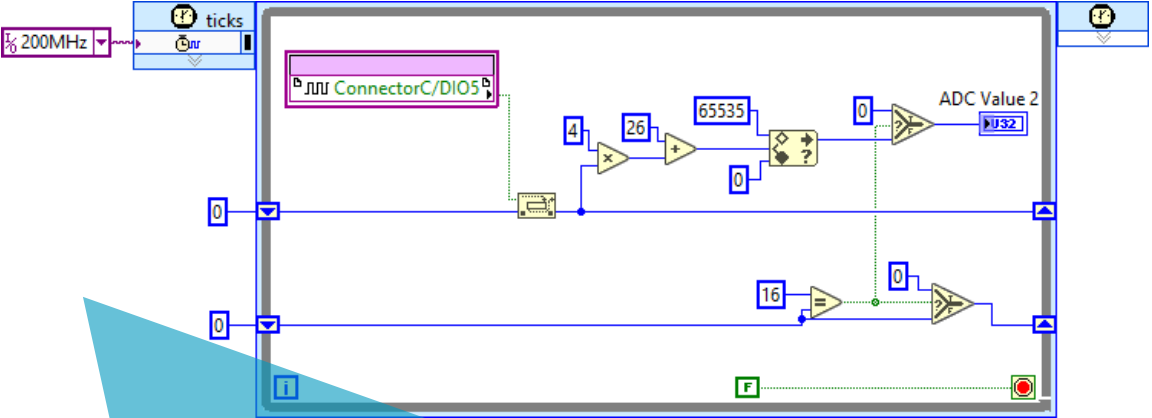 ticks
200MHz
ConnectorC/DIO5
ADC Value 2
65535
0
4
26
U32
×
+
?
?
T
F
0
0
16
=
0
?
T
F
0
i
F